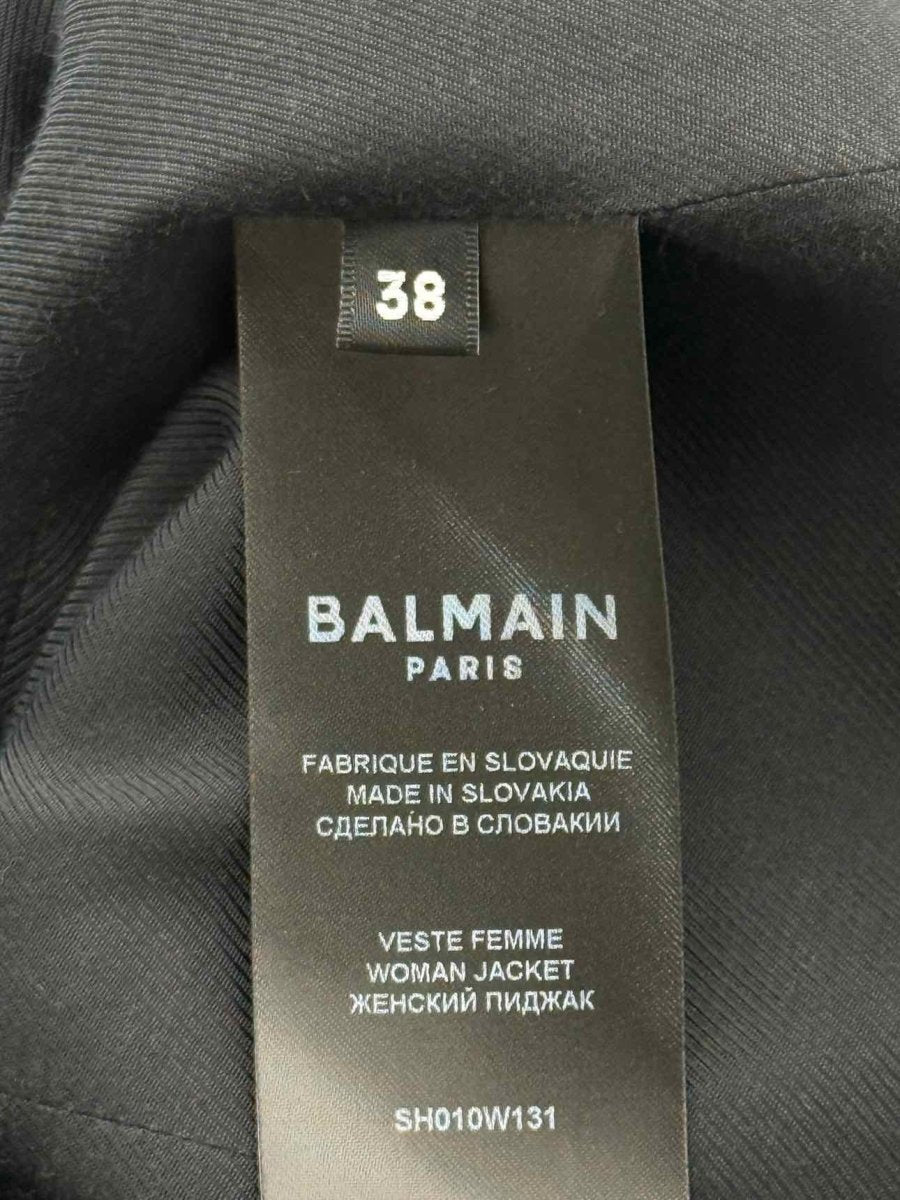 38
BALMAIN
PARIS
FABRIQUE EN SLOVAQUIE
MADE IN SLOVAKIA
СДЕЛАНО В СЛОВАКИИ
VESTE FEMME
WOMAN JACKET
ЖЕНСКИЙ ПИДЖАК
SH010W131